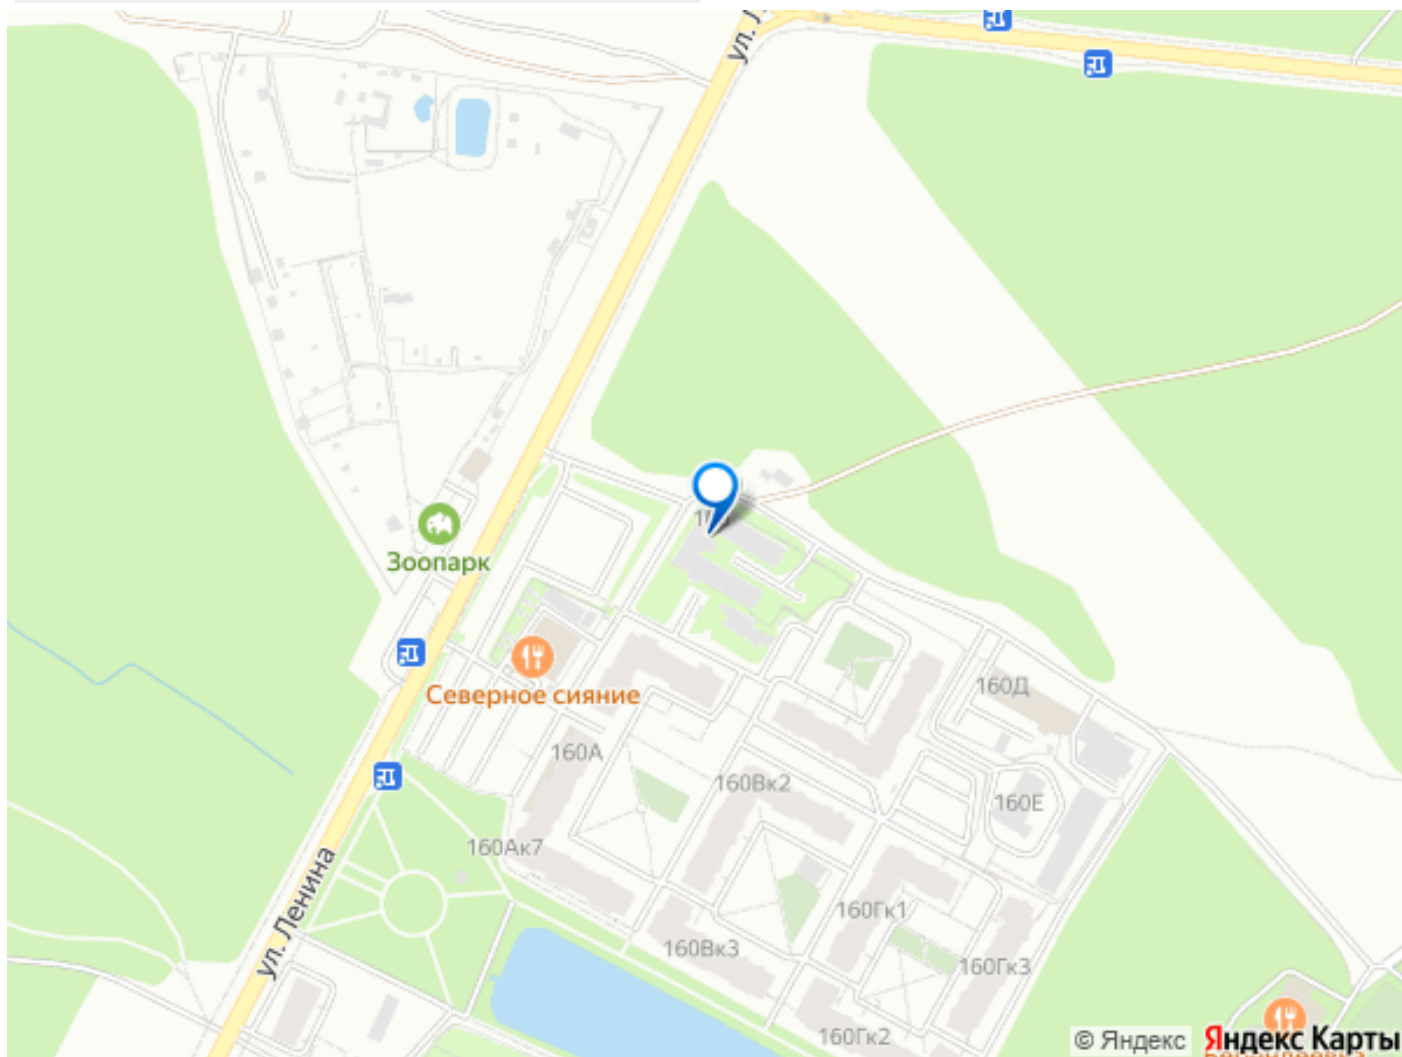 ул. Л
Зоопарк
Северное сияние
160Д
160А
160Вк2
160Е
160Ак7
ул. Ленина
160Гк1
160Вк3
160Гк3
160Гк2
© Яндекс
Яндекс Карты